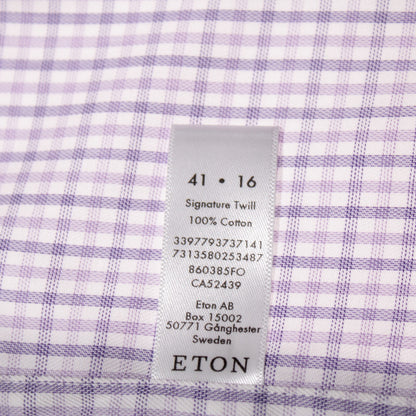 41 • 16
Signature Twill
100% Cotton
3397793737141
7313580253487
860385FO
CA52439
Eton AB
Box 15002
50771 Gånghester
Sweden
ETON